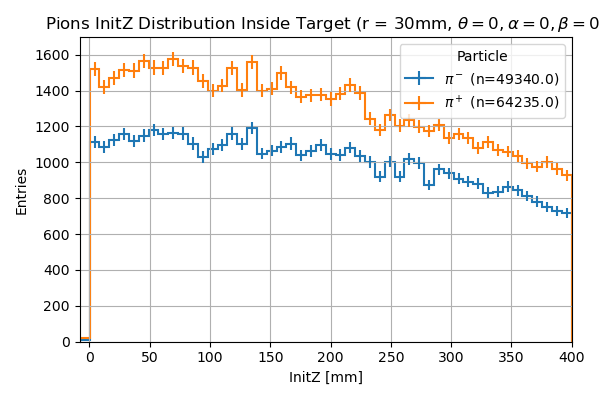 Pions InitZ Distribution Inside Target (r = 30mm, θ = 0, α = 0, β = 0
Particle
π⁻ (n=49340.0)
π⁺ (n=64235.0)
Entries
1600
1400
1200
1000
800
600
400
200
0
0 50 100 150 200 250 300 350 400
InitZ [mm]